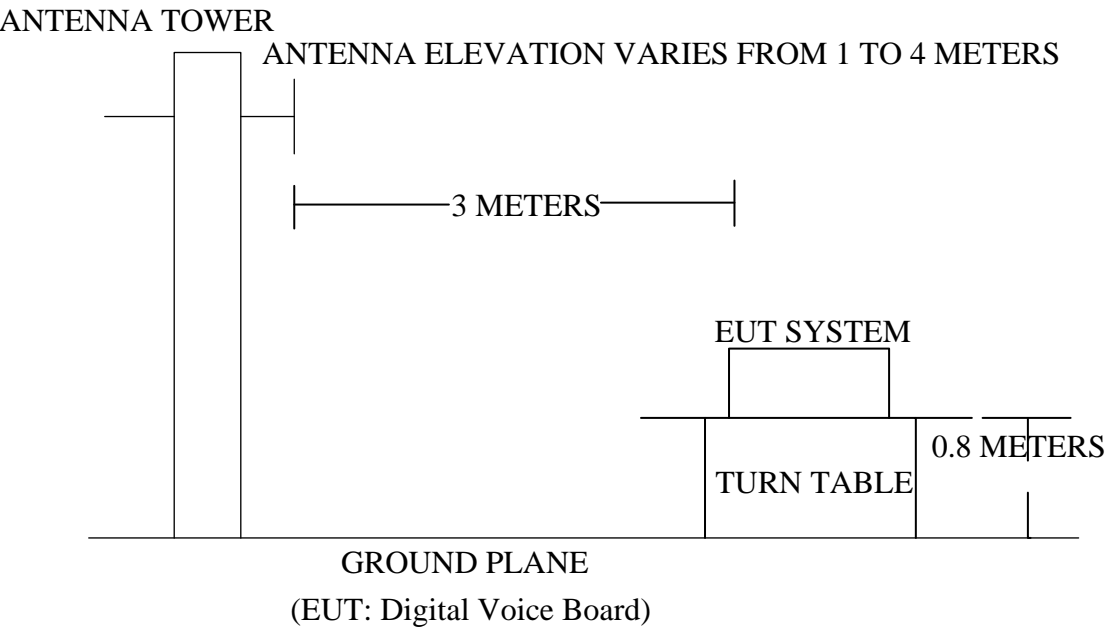 ANTENNA TOWER
ANTENNA ELEVATION VARIES FROM 1 TO 4 METERS
3 METERS
EUT SYSTEM
0.8 METERS
TURN TABLE
GROUND PLANE
(EUT: Digital Voice Board)